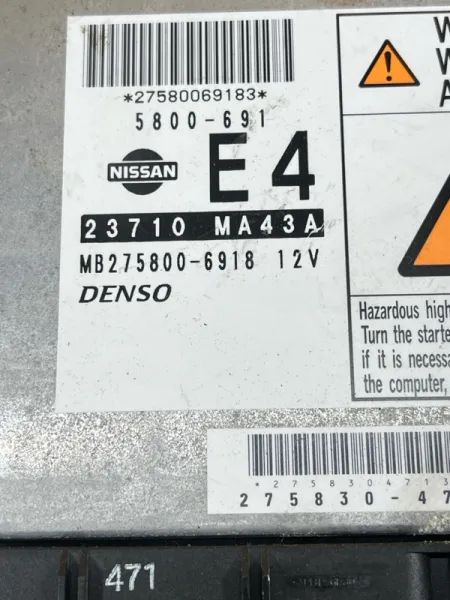 *27580069183*
5800-691
NISSAN
E4
23710 MA43A
MB275800-6918 12V
DENSO
W
W
A
Hazardous high
Turn the starte
if it is necessa
the computer,
*2758304713
275830-47
471